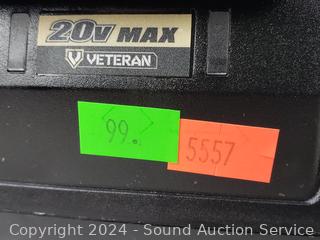 20V MAX
VETERAN
99.
5557
Copyright 2024 - Sound Auction Service